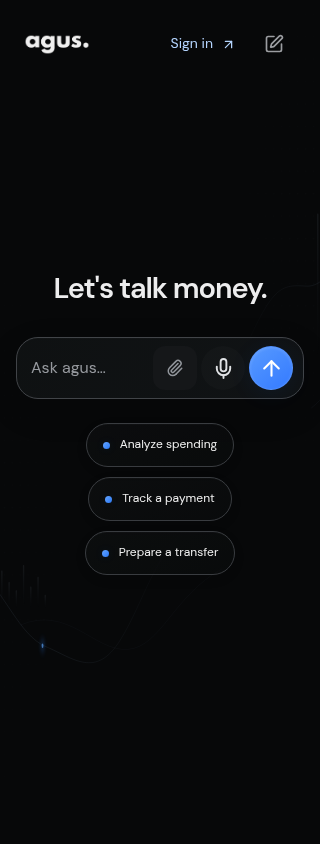 agus.
Sign in
Let's talk money.
Ask agus...
Analyze spending
Track a payment
Prepare a transfer